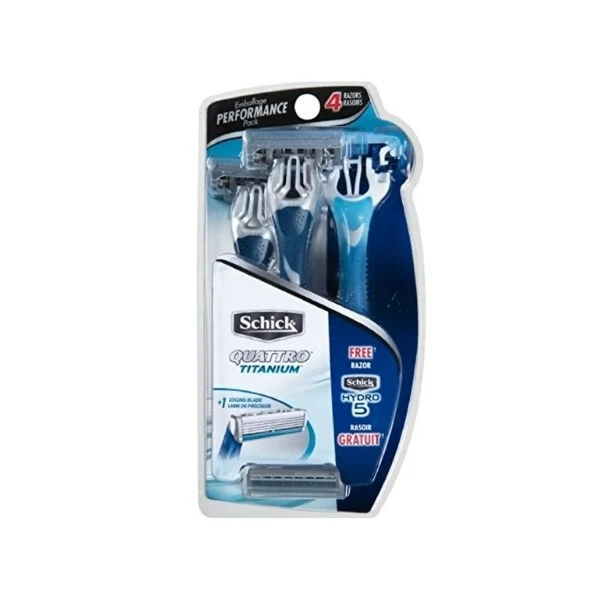 Emballage
PERFORMANCE
Pack
4 RAZORS
RASOIRS
Schick
QUATTRO
TITANIUM
+1 EDGING BLADE
LAME DE PRÉCISION
FREE
RAZOR
Schick
HYDRO
5
RASOIR
GRATUIT